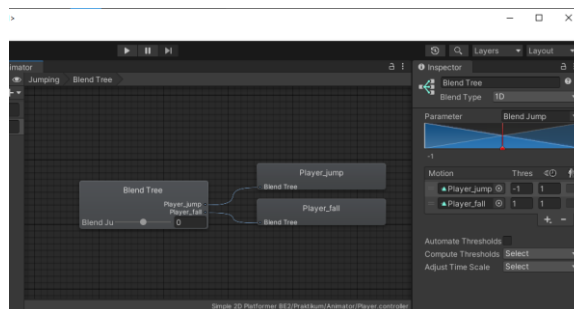 Layers
Layout
mator
Inspector
Jumping
Blend Tree
Blend Tree
Blend Type
1D
Parameter
Blend Jump
-1
Motion
Thres
Player_jump
-1
1
Player_fall
1
1
+
-
Automate Thresholds
Compute Thresholds
Select
Adjust Time Scale
Select
Blend Tree
Player_jump
Player_fall
Blend Ju
0
Player_jump
Blend Tree
Player_fall
Blend Tree
Simple 2D Platformer BE2/Praktikum/Animator/Player.controller